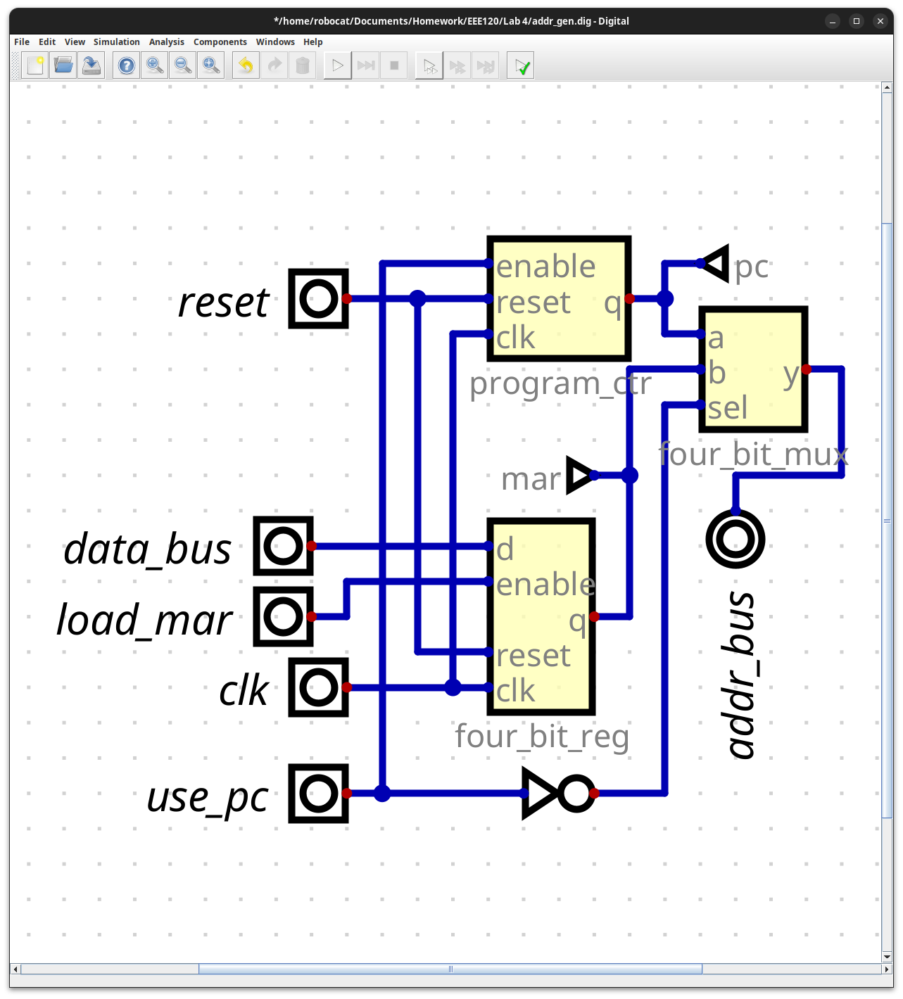 */home/robocat/Documents/Homework/EEE120/Lab 4/addr_gen.dig - Digital
File Edit View Simulation Analysis Components Windows Help
enable
reset
clk
q
program_ctr
pc
reset
a
b
sel
y
four_bit_mux
mar
data_bus
load_mar
clk
d
enable
q
reset
clk
four_bit_reg
addr_bus
use_pc